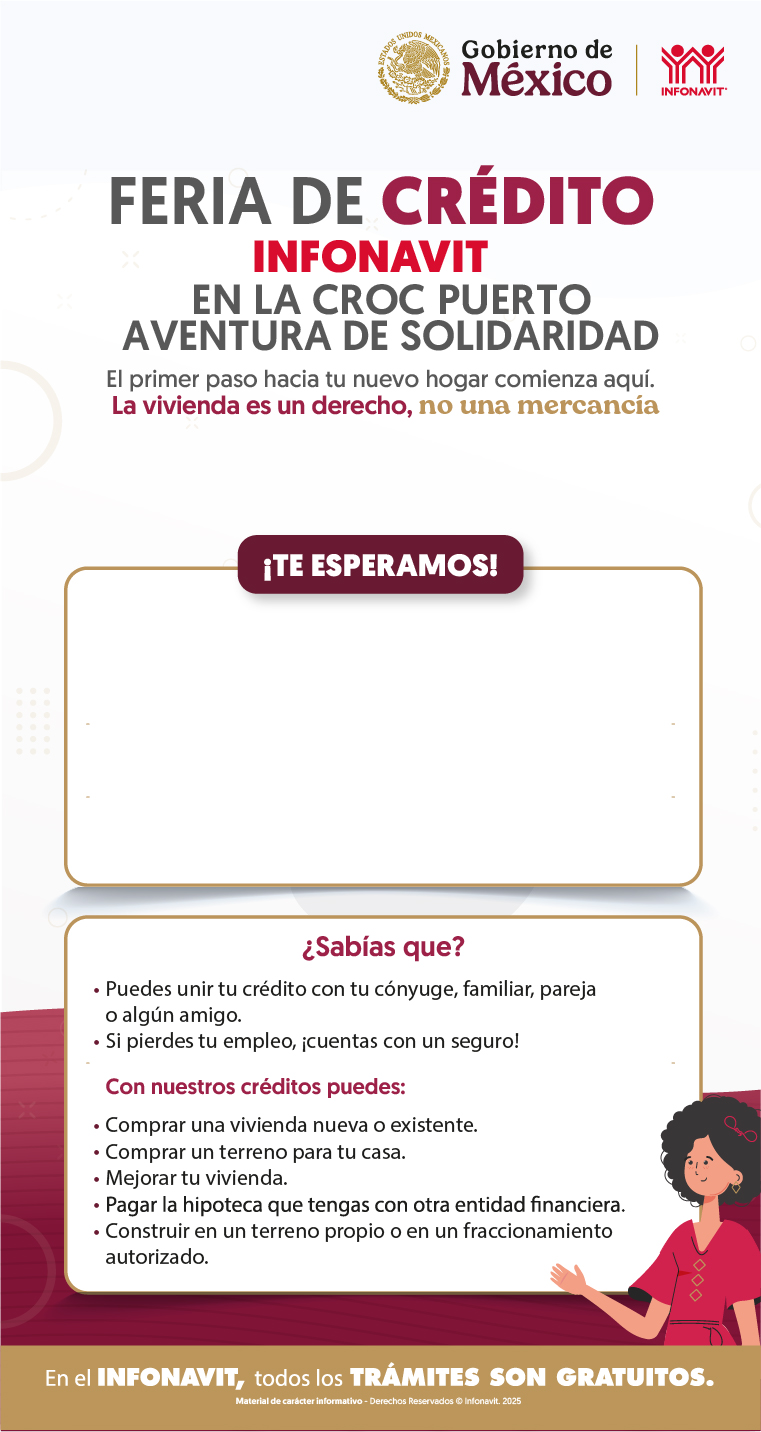 ESTADOS UNIDOS MEXICANOS
Gobierno de
México
INFONAVIT
FERIA DE CRÉDITO
INFONAVIT
EN LA CROC PUERTO
AVENTURA DE SOLIDARIDAD
El primer paso hacia tu nuevo hogar comienza aquí.
La vivienda es un derecho, no una mercancía
¡TE ESPERAMOS!
¿Sabías que?
• Puedes unir tu crédito con tu cónyuge, familiar, pareja
o algún amigo.
• Si pierdes tu empleo, ¡cuentas con un seguro!
Con nuestros créditos puedes:
• Comprar una vivienda nueva o existente.
• Comprar un terreno para tu casa.
• Mejorar tu vivienda.
• Pagar la hipoteca que tengas con otra entidad financiera.
• Construir en un terreno propio o en un fraccionamiento
autorizado.
En el INFONAVIT, todos los TRÁMITES SON GRATUITOS.
Material de carácter informativo - Derechos Reservados © Infonavit. 2025